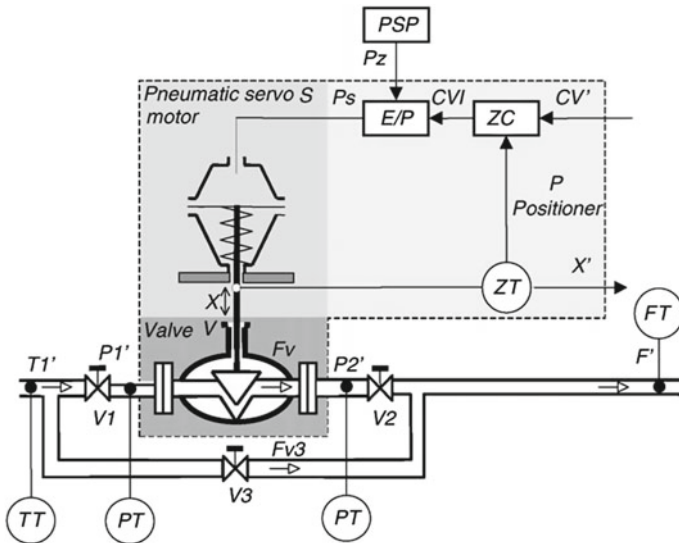 PSP
Pz
Pneumatic servo S
motor
Ps
CVI
CV'
E/P
ZC
P
Positioner
X
ZT
X'
FT
Valve
V
Fv
T1'
P1'
P2'
F'
V1
V2
Fv3
V3
TT
PT
PT